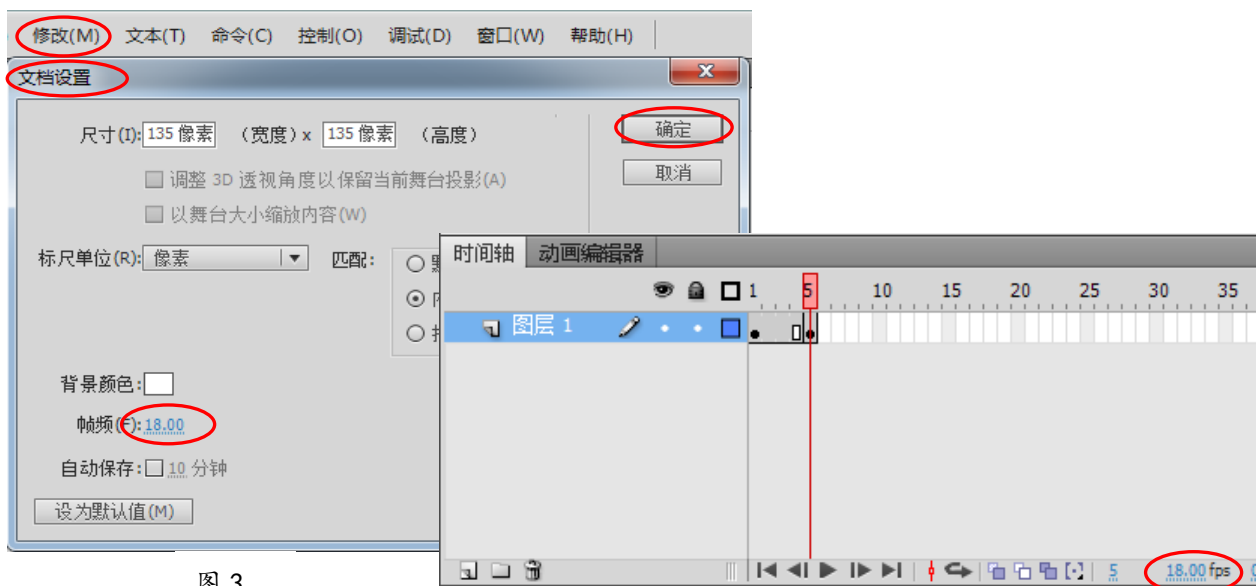 修改(M) 文本(T) 命令(C) 控制(O) 调试(D) 窗口(W) 帮助(H)
文档设置
尺寸(I): 135 像素 (宽度) x 135 像素 (高度)
确定
调整 3D 透视角度以保留当前舞台投影(A)
取消
以舞台大小缩放内容(W)
标尺单位(R): 像素 匹配:
背景颜色:
帧频(F): 18.00
自动保存: 10 分钟
设为默认值(M)
时间轴 动画编辑器
1 5 10 15 20 25 30 35
图层 1
5 18.00 fps
图 3